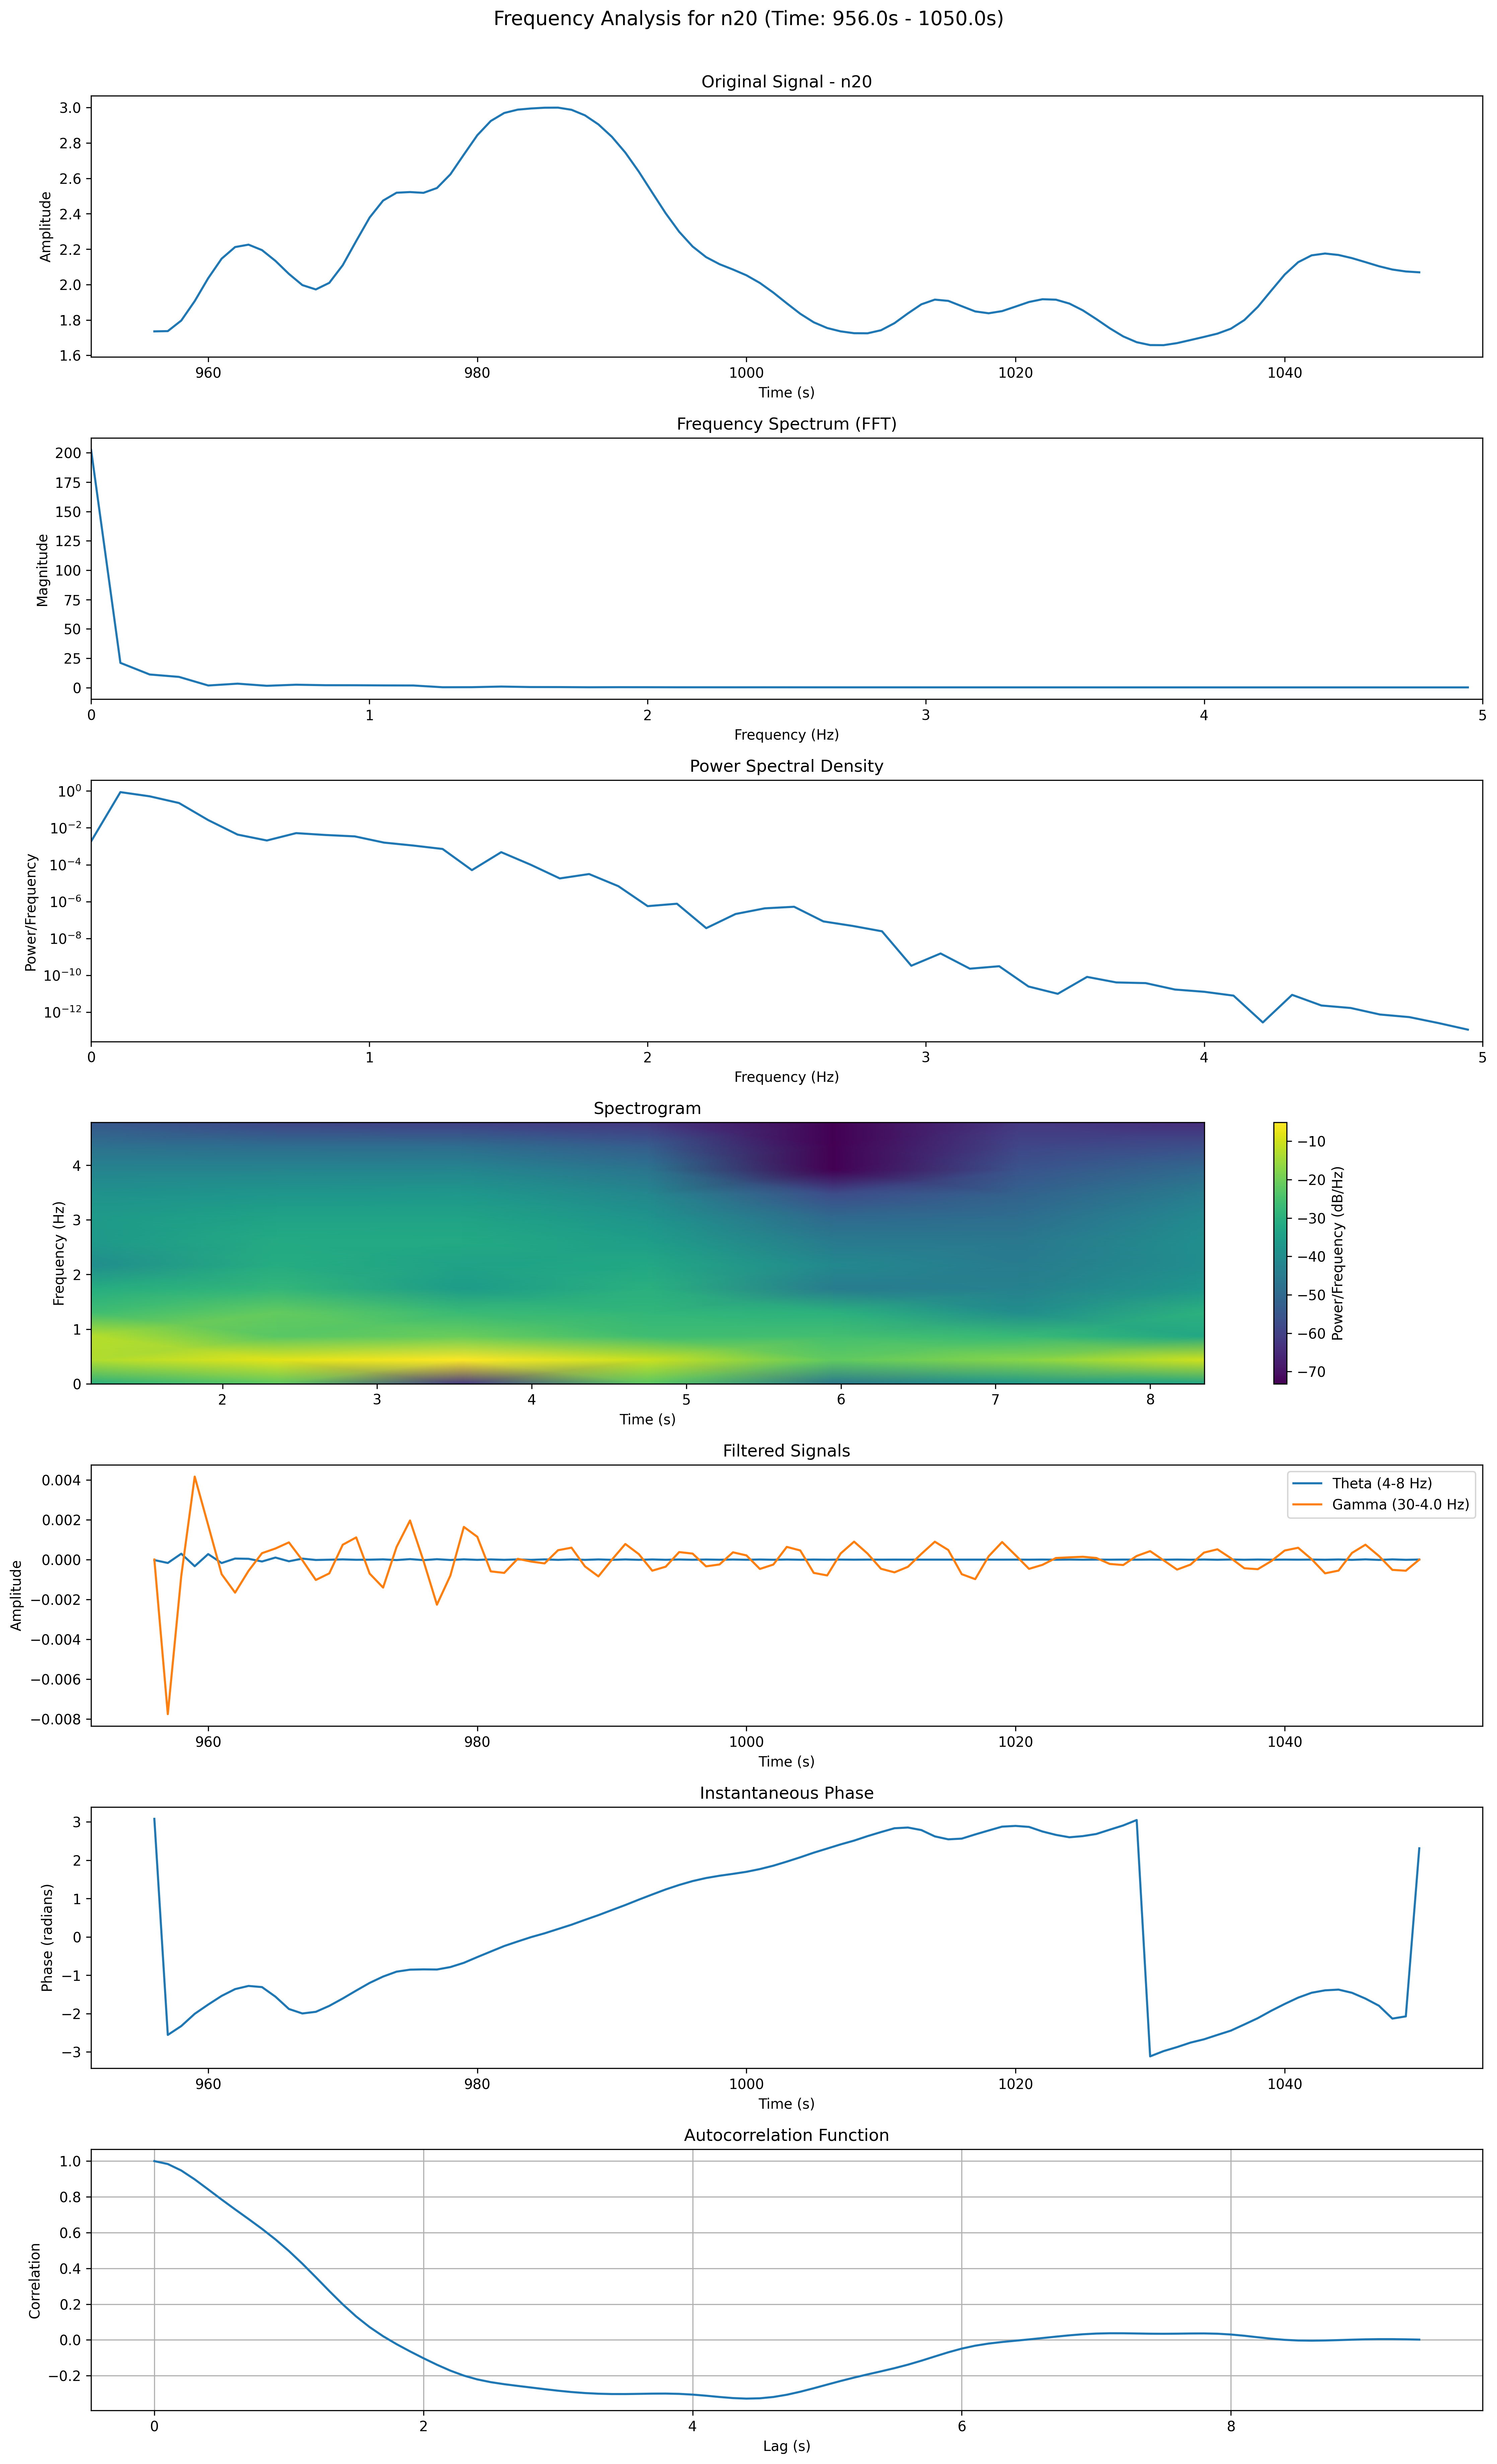 Frequency Analysis for n20 (Time: 956.0s - 1050.0s)
Original Signal - n20
3.0
2.8
2.6
2.4
2.2
2.0
1.8
1.6
Amplitude
960 980 1000 1020 1040
Time (s)
Frequency Spectrum (FFT)
200
175
150
125
100
75
50
25
0
Magnitude
0 1 2 3 4 5
Frequency (Hz)
Power Spectral Density
10⁰
10⁻²
10⁻⁴
10⁻⁶
10⁻⁸
10⁻¹⁰
10⁻¹²
Power/Frequency
0 1 2 3 4 5
Frequency (Hz)
Spectrogram
4
3
2
1
0
Frequency (Hz)
2 3 4 5 6 7 8
Time (s)
−10
−20
−30
−40
−50
−60
−70
Power/Frequency (dB/Hz)
Filtered Signals
0.004
0.002
0.000
−0.002
−0.004
−0.006
−0.008
Amplitude
Theta (4-8 Hz)
Gamma (30-4.0 Hz)
960 980 1000 1020 1040
Time (s)
Instantaneous Phase
3
2
1
0
−1
−2
−3
Phase (radians)
960 980 1000 1020 1040
Time (s)
Autocorrelation Function
1.0
0.8
0.6
0.4
0.2
0.0
−0.2
Correlation
0 2 4 6 8
Lag (s)